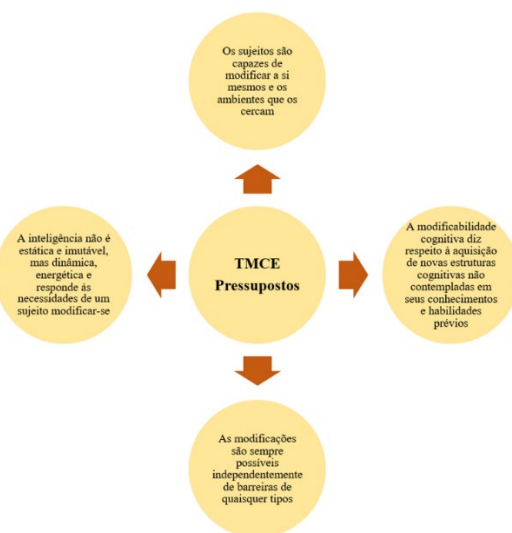 Os sujeitos são
capazes de
modificar a si
mesmos e os
ambientes que os
cercam
A inteligência não é
estática e imutável,
mas dinâmica,
energética e
responde ás
necessidades de um
sujeito modificar-se
TMCE
Pressupostos
A modificabilidade
cognitiva diz
respeito á aquisição
de novas estruturas
cognitivas não
contempladas em
seus conhecimentos
e habilidades
prévios
As modificações
são sempre
possíveis
independentemente
de barreiras de
quaisquer tipos